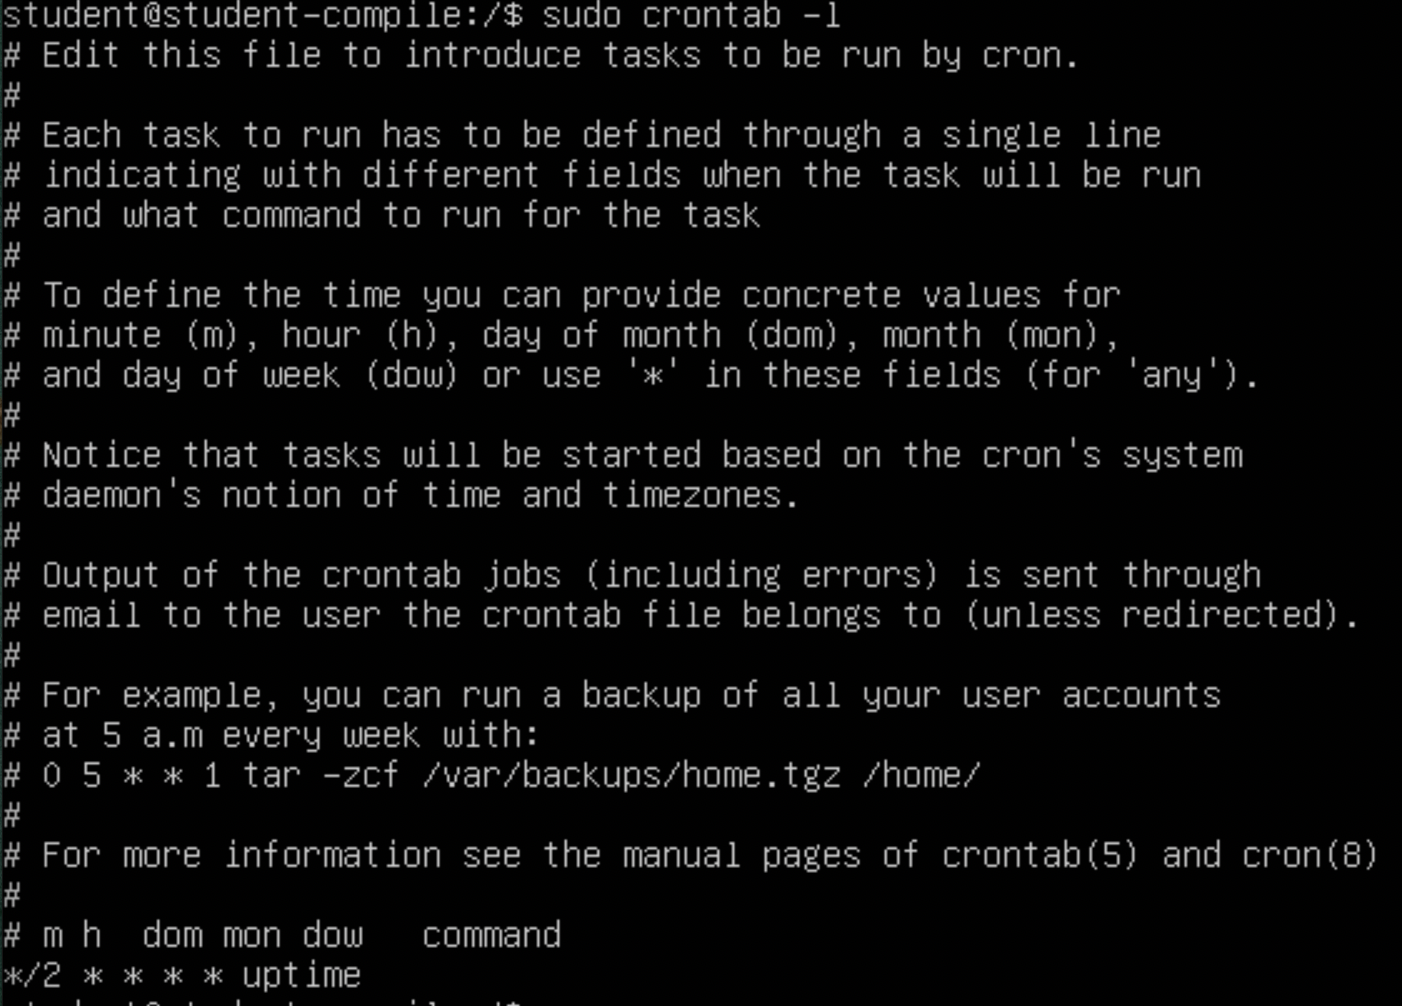 student@student-compile:/$ sudo crontab -l
# Edit this file to introduce tasks to be run by cron.
#
# Each task to run has to be defined through a single line
# indicating with different fields when the task will be run
# and what command to run for the task
#
# To define the time you can provide concrete values for
# minute (m), hour (h), day of month (dom), month (mon),
# and day of week (dow) or use '*' in these fields (for 'any').
#
# Notice that tasks will be started based on the cron's system
# daemon's notion of time and timezones.
#
# Output of the crontab jobs (including errors) is sent through
# email to the user the crontab file belongs to (unless redirected).
#
# For example, you can run a backup of all your user accounts
# at 5 a.m every week with:
# 0 5 * * 1 tar -zcf /var/backups/home.tgz /home/
#
# For more information see the manual pages of crontab(5) and cron(8)
#
# m h  dom mon dow   command
*/2 * * * * uptime